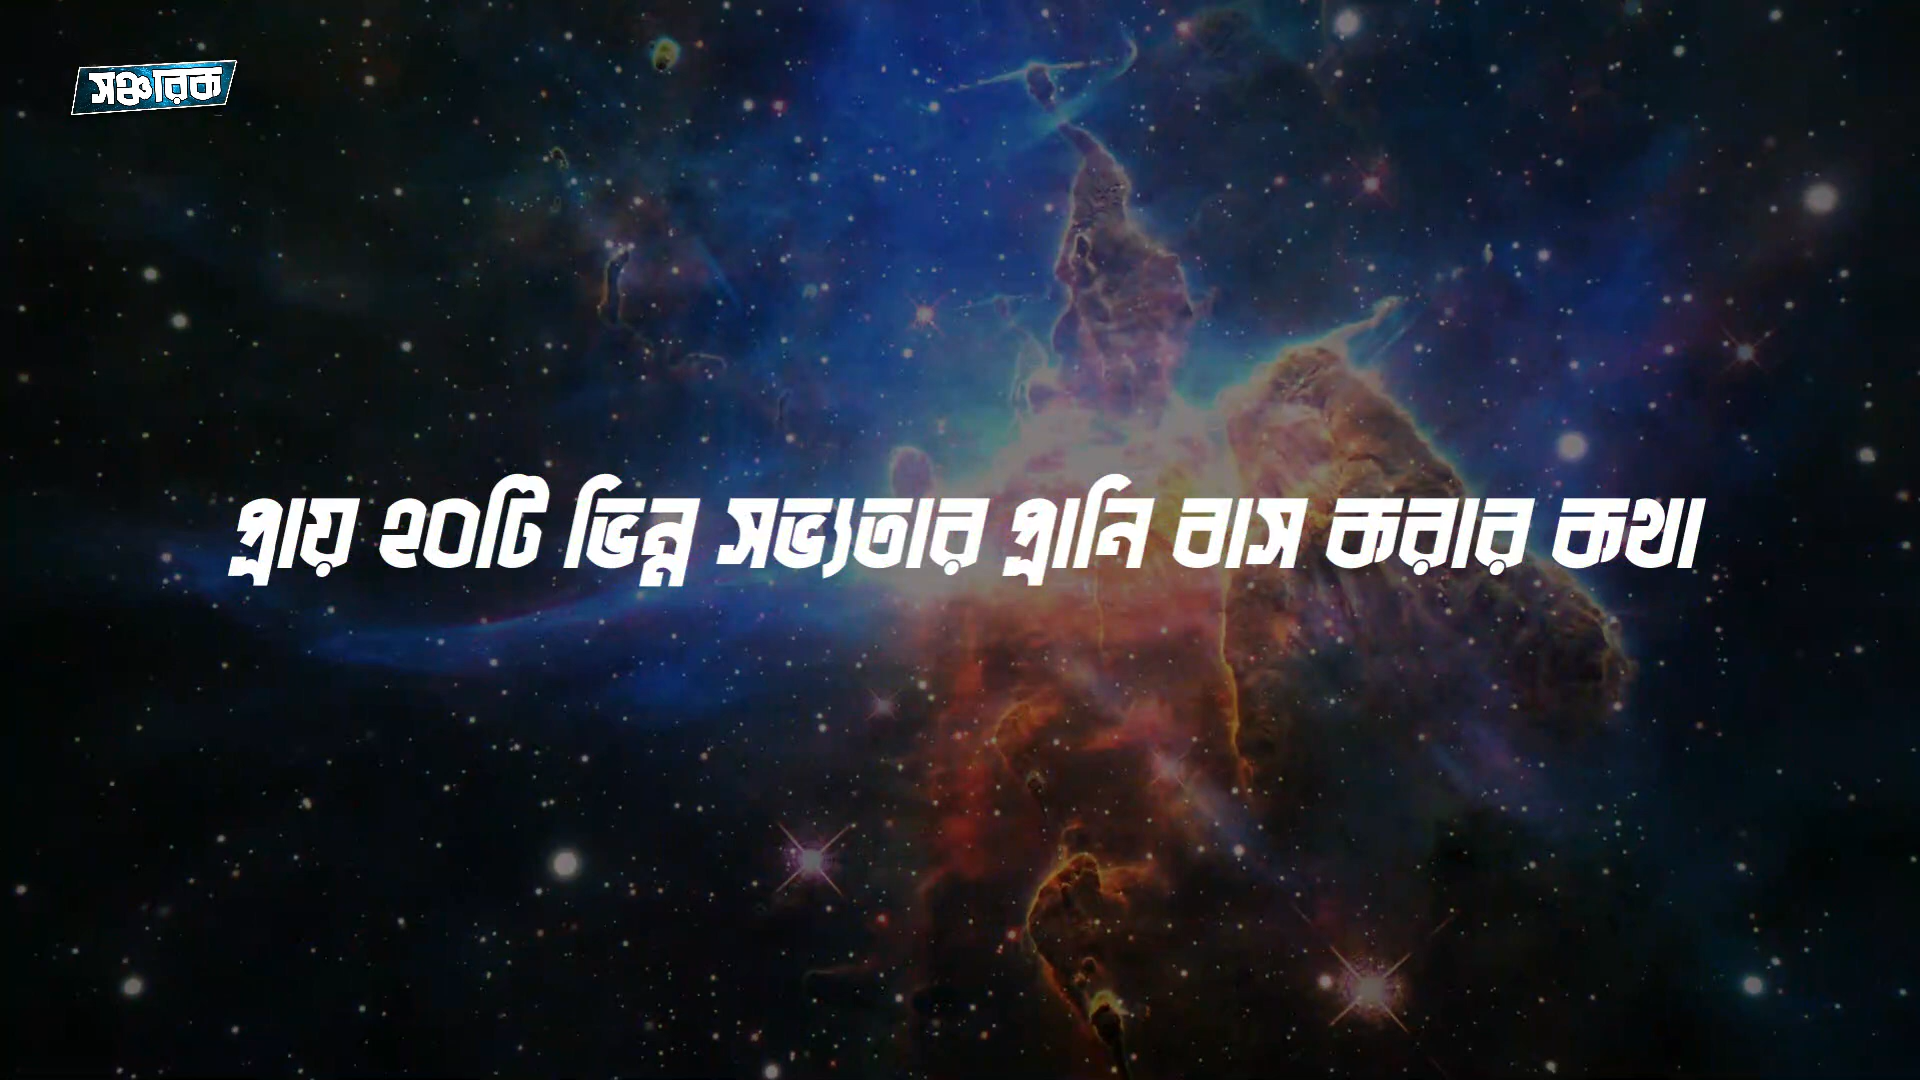 সঞ্চারক
প্রায় ২০টি ভিন্ন সভ্যতার প্রানি বাস করার কথা